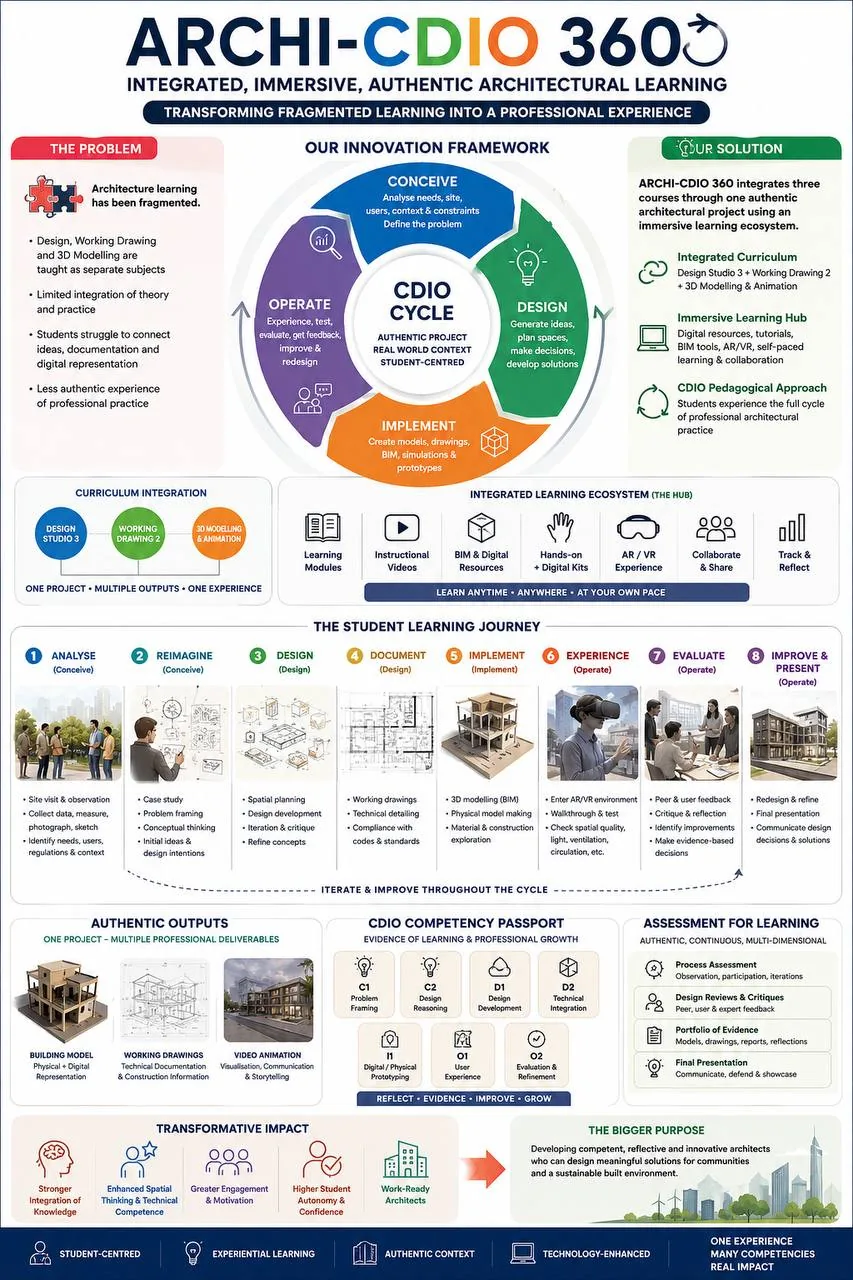 ARCHI-CDIO 360
INTEGRATED, IMMERSIVE, AUTHENTIC ARCHITECTURAL LEARNING
TRANSFORMING FRAGMENTED LEARNING INTO A PROFESSIONAL EXPERIENCE
THE PROBLEM
Architecture learning
has been fragmented.
• Design, Working Drawing
and 3D Modelling are
taught as separate subjects
• Limited integration of theory
and practice
• Students struggle to connect
ideas, documentation and
digital representation
• Less authentic experience
of professional practice
OUR INNOVATION FRAMEWORK
CONCEIVE
Analyse needs, site,
users, context & constraints
Define the problem
DESIGN
Generate ideas,
plan spaces,
make decisions,
develop solutions
IMPLEMENT
Create models, drawings,
BIM, simulations &
prototypes
OPERATE
Experience, test,
evaluate, get feedback,
improve &
redesign
CDIO
CYCLE
AUTHENTIC PROJECT
REAL WORLD CONTEXT
STUDENT-CENTRED
OUR SOLUTION
ARCHI-CDIO 360 integrates three
courses through one authentic
architectural project using an
immersive learning ecosystem.
Integrated Curriculum
Design Studio 3 + Working Drawing 2
+ 3D Modelling & Animation
Immersive Learning Hub
Digital resources, tutorials,
BIM tools, AR/VR, self-paced
learning & collaboration
CDIO Pedagogical Approach
Students experience the full cycle
of professional architectural
practice
CURRICULUM INTEGRATION
DESIGN
STUDIO 3
WORKING
DRAWING 2
3D MODELLING
& ANIMATION
ONE PROJECT • MULTIPLE OUTPUTS • ONE EXPERIENCE
INTEGRATED LEARNING ECOSYSTEM (THE HUB)
Learning
Modules
Instructional
Videos
BIM & Digital
Resources
Hands-on
+ Digital Kits
AR / VR
Experience
Collaborate
& Share
Track &
Reflect
LEARN ANYTIME • ANYWHERE • AT YOUR OWN PACE
THE STUDENT LEARNING JOURNEY
1 ANALYSE
(Conceive)
• Site visit & observation
• Collect data, measure,
photograph, sketch
• Identify needs, users,
regulations & context
2 REIMAGINE
(Conceive)
• Case study
• Problem framing
• Conceptual thinking
• Initial ideas &
design intentions
3 DESIGN
(Design)
• Spatial planning
• Design development
• Iteration & critique
• Refine concepts
4 DOCUMENT
(Design)
• Working drawings
• Technical detailing
• Compliance with
codes & standards
5 IMPLEMENT
(Implement)
• 3D modelling (BIM)
• Physical model making
• Material & construction
exploration
6 EXPERIENCE
(Operate)
• Enter AR/VR environment
• Walkthrough & test
• Check spatial quality,
light, ventilation,
circulation, etc.
7 EVALUATE
(Operate)
• Peer & user feedback
• Critique & reflection
• Identify improvements
• Make evidence-based
decisions
8 IMPROVE &
PRESENT
(Operate)
• Redesign & refine
• Final presentation
• Communicate design
decisions & solutions
ITERATE & IMPROVE THROUGHOUT THE CYCLE
AUTHENTIC OUTPUTS
ONE PROJECT – MULTIPLE PROFESSIONAL DELIVERABLES
BUILDING MODEL
Physical + Digital
Representation
WORKING DRAWINGS
Technical Documentation
& Construction Information
VIDEO ANIMATION
Visualisation, Communication
& Storytelling
CDIO COMPETENCY PASSPORT
EVIDENCE OF LEARNING & PROFESSIONAL GROWTH
C1
Problem
Framing
C2
Design
Reasoning
D1
Design
Development
D2
Technical
Integration
I1
Digital / Physical
Prototyping
O1
User
Experience
O2
Evaluation &
Refinement
REFLECT • EVIDENCE • IMPROVE • GROW
ASSESSMENT FOR LEARNING
AUTHENTIC, CONTINUOUS, MULTI-DIMENSIONAL
Process Assessment
Observation, participation, iterations
Design Reviews & Critiques
Peer, user & expert feedback
Portfolio of Evidence
Models, drawings, reports, reflections
Final Presentation
Communicate, defend & showcase
TRANSFORMATIVE IMPACT
Stronger
Integration of
Knowledge
Enhanced Spatial
Thinking & Technical
Competence
Greater Engagement
& Motivation
Higher Student
Autonomy &
Confidence
Work-Ready
Architects
THE BIGGER PURPOSE
Developing competent, reflective and innovative architects
who can design meaningful solutions for communities
and a sustainable built environment.
STUDENT-CENTRED
EXPERIENTIAL LEARNING
AUTHENTIC CONTEXT
TECHNOLOGY-ENHANCED
ONE EXPERIENCE
MANY COMPETENCIES
REAL IMPACT